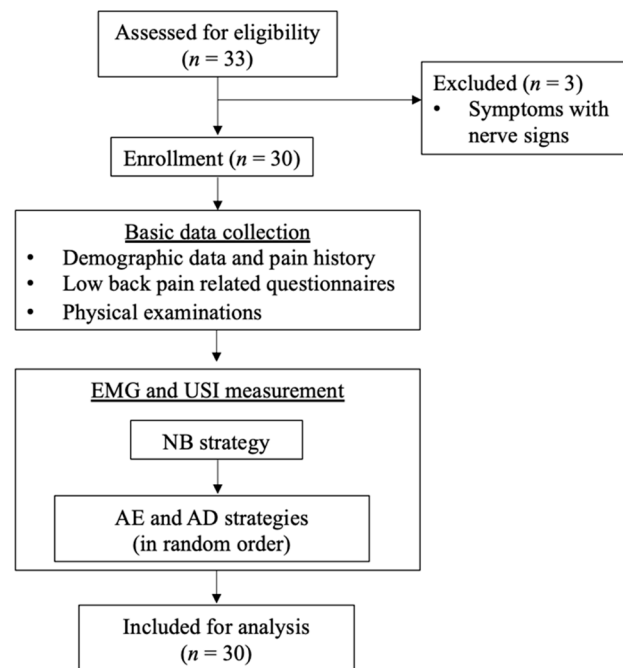 Assessed for eligibility
(n = 33)
Excluded (n = 3)
• Symptoms with
nerve signs
Enrollment (n = 30)
Basic data collection
• Demographic data and pain history
• Low back pain related questionnaires
• Physical examinations
EMG and USI measurement
NB strategy
AE and AD strategies
(in random order)
Included for analysis
(n = 30)